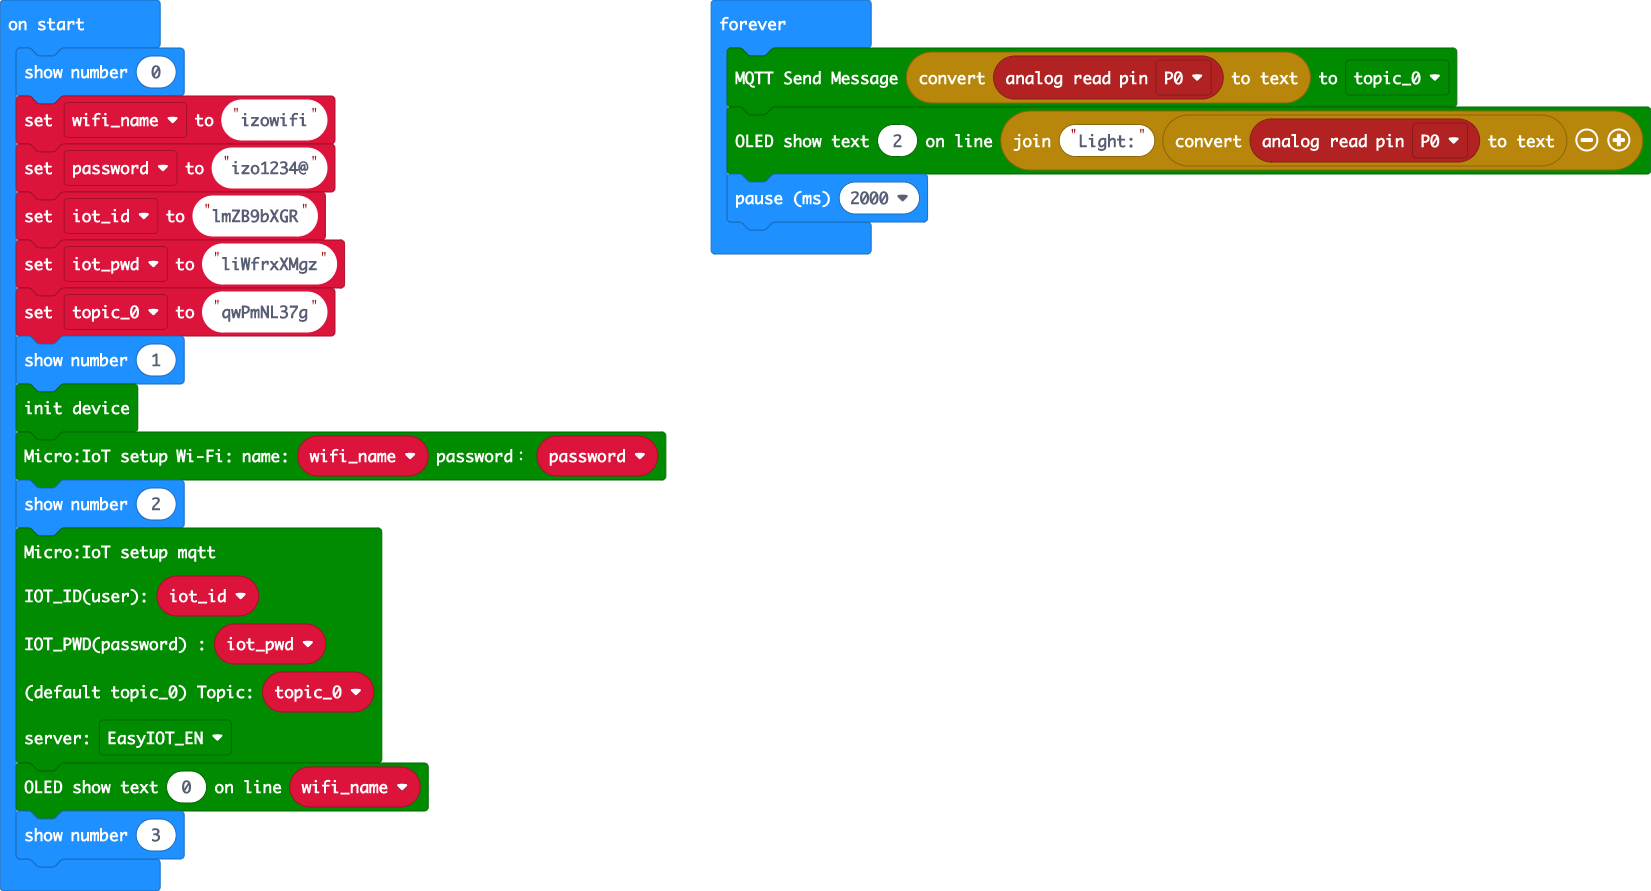 on start
show number 0
set wifi_name to "izowifi"
set password to "izo1234@"
set iot_id to "lmZB9bXGR"
set iot_pwd to "liWfrxXMgz"
set topic_0 to "qwPmNL37g"
show number 1
init device
Micro:IoT setup Wi-Fi: name: wifi_name password: password
show number 2
Micro:IoT setup mqtt
IOT_ID(user): iot_id
IOT_PWD(password) : iot_pwd
(default topic_0) Topic: topic_0
server: EasyIOT_EN
OLED show text 0 on line wifi_name
show number 3
forever
MQTT Send Message convert analog read pin P0 to text to topic_0
OLED show text 2 on line join "Light:" convert analog read pin P0 to text
pause (ms) 2000